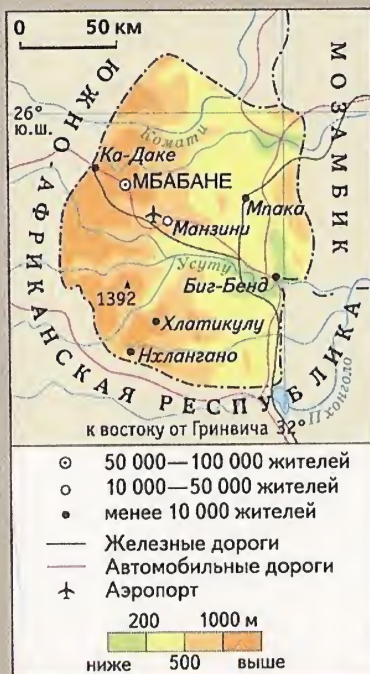 0 50 км
МОЗАМБИК
ЮЖНО-АФРИКАНСКАЯ РЕСПУБЛИКА
26°
ю.ш.
Комати
Ка-Даке
МБАБАНЕ
Мпака
Манзини
Усуту
Биг-Бенд
1392
Хлатикулу
Нхлангано
к востоку от Гринвича 32°
50 000—100 000 жителей
10 000—50 000 жителей
менее 10 000 жителей
Железные дороги
Автомобильные дороги
Аэропорт
200 1000 м
ниже 500 выше